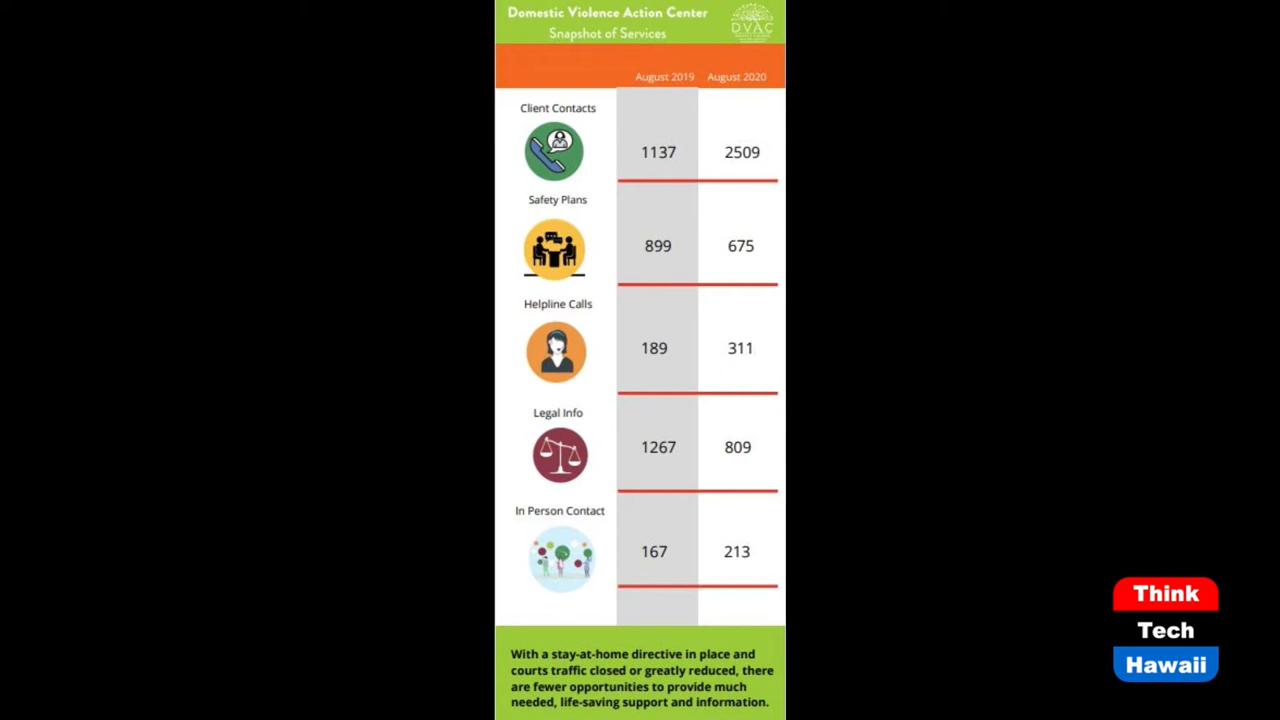 Domestic Violence Action Center
Snapshot of Services
DVAC
August 2019 August 2020
Client Contacts
1137 2509
Safety Plans
899 675
Helpline Calls
189 311
Legal Info
1267 809
In Person Contact
167 213
With a stay-at-home directive in place and
courts traffic closed or greatly reduced, there
are fewer opportunities to provide much
needed, life-saving support and information.
Think
Tech
Hawaii